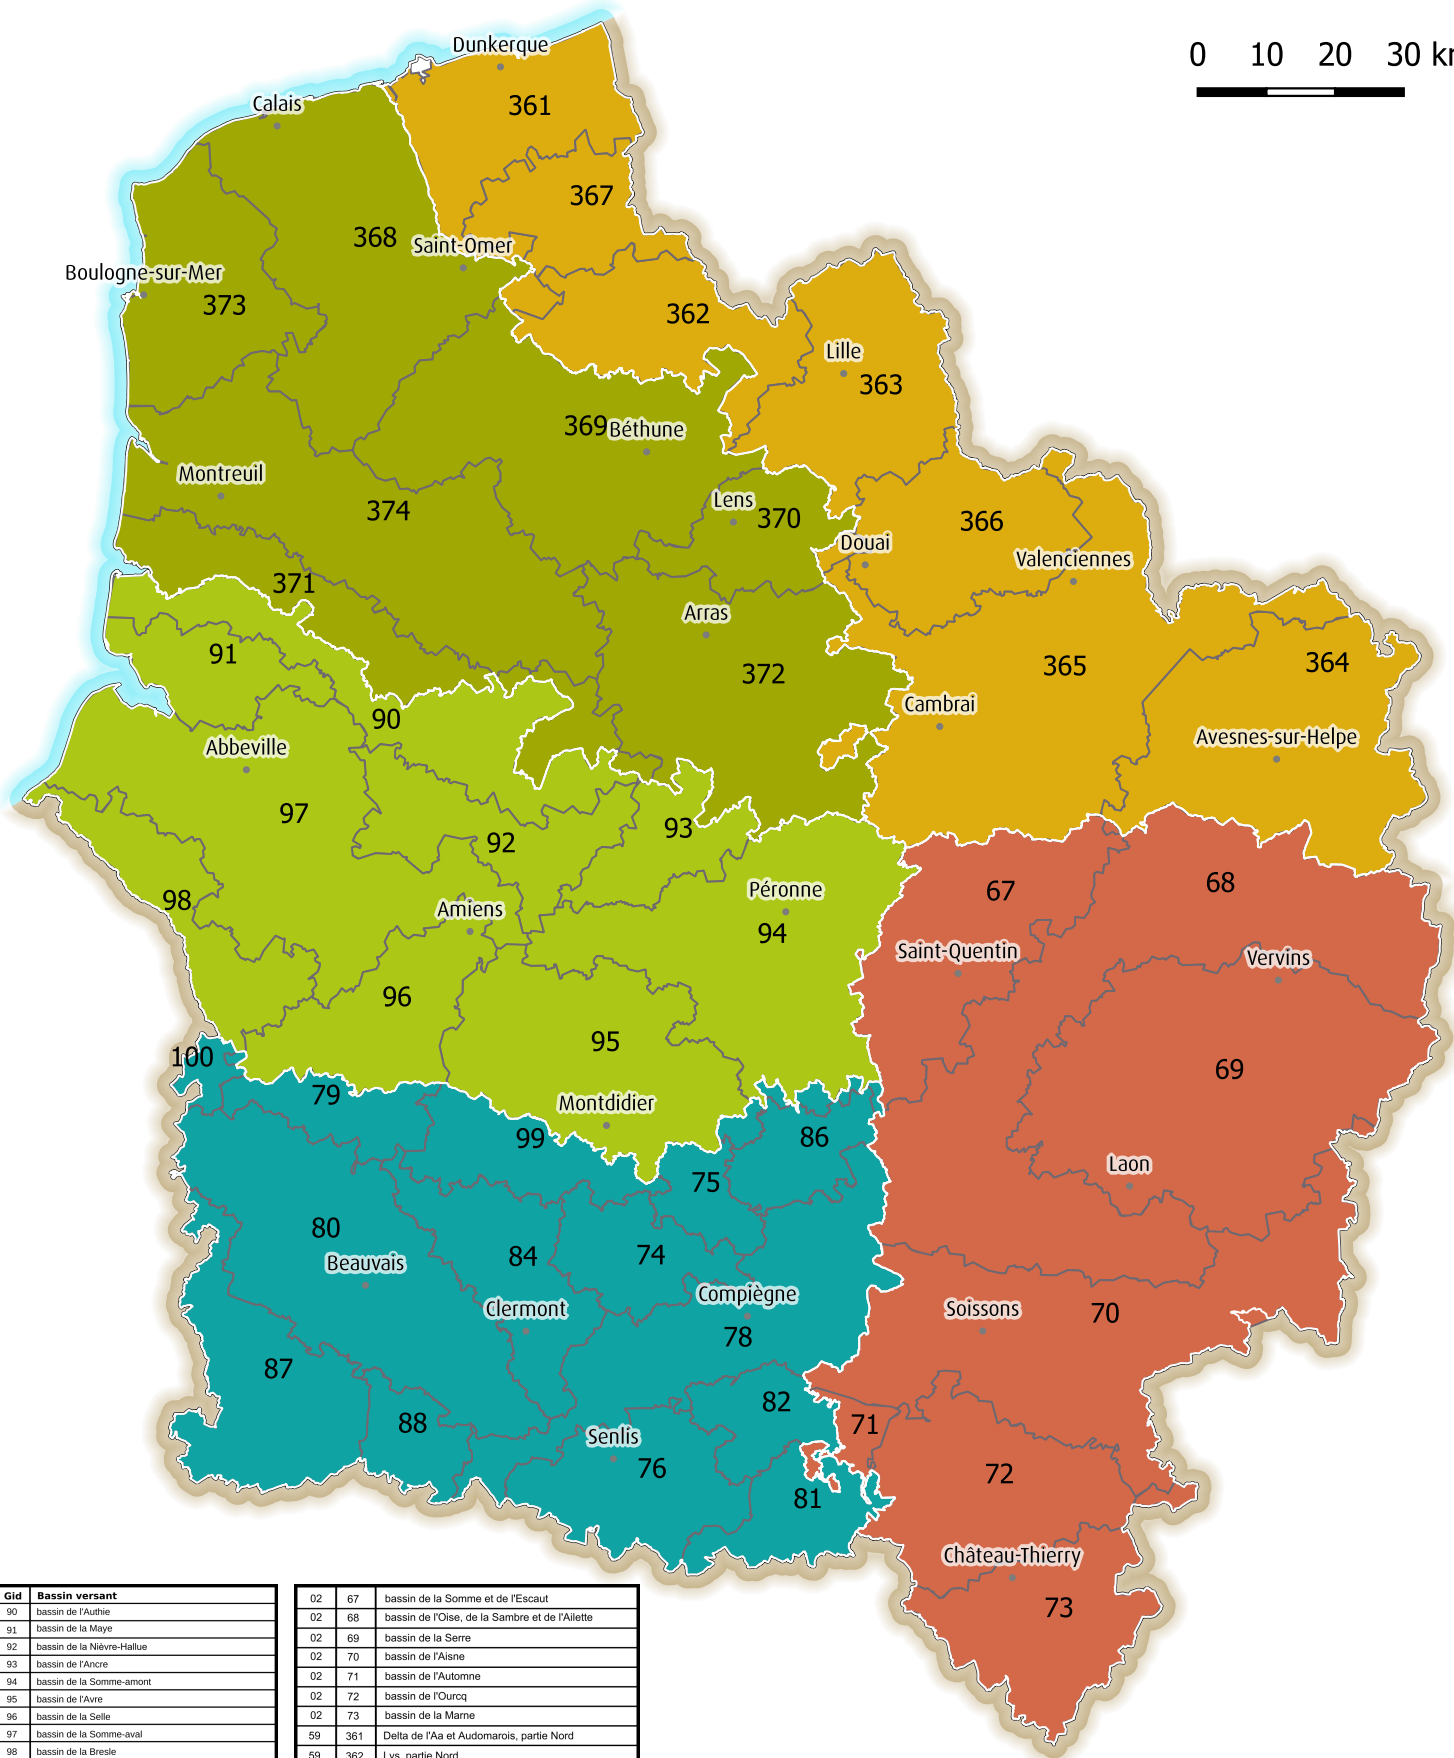 Dunkerque
0 10 20 30 km
Calais
361
367
368
Saint-Omer
Boulogne-sur-Mer
373
362
Lille
363
369 Béthune
Montreuil
374
Lens
370
366
Douai
Valenciennes
371
Arras
91
372
365
364
90
Cambrai
Abbeville
Avesnes-sur-Helpe
97
93
92
67
68
98
Péronne
Amiens
94
Saint-Quentin
Vervins
96
95
100
69
79
Montdidier
99
86
Laon
75
80
84
74
Beauvais
Compiègne
Clermont
Soissons
70
78
87
82
88
71
Senlis
76
72
81
Château-Thierry
73
Gid Bassin versant
90 bassin de l'Authie
91 bassin de la Maye
92 bassin de la Nièvre-Hallue
93 bassin de l'Ancre
94 bassin de la Somme-amont
95 bassin de l'Avre
96 bassin de la Selle
97 bassin de la Somme-aval
98 bassin de la Bresle
02 67 bassin de la Somme et de l'Escaut
02 68 bassin de l'Oise, de la Sambre et de l'Ailette
02 69 bassin de la Serre
02 70 bassin de l'Aisne
02 71 bassin de l'Automne
02 72 bassin de l'Ourcq
02 73 bassin de la Marne
59 361 Delta de l'Aa et Audomarois, partie Nord
59 362 Lys, partie Nord